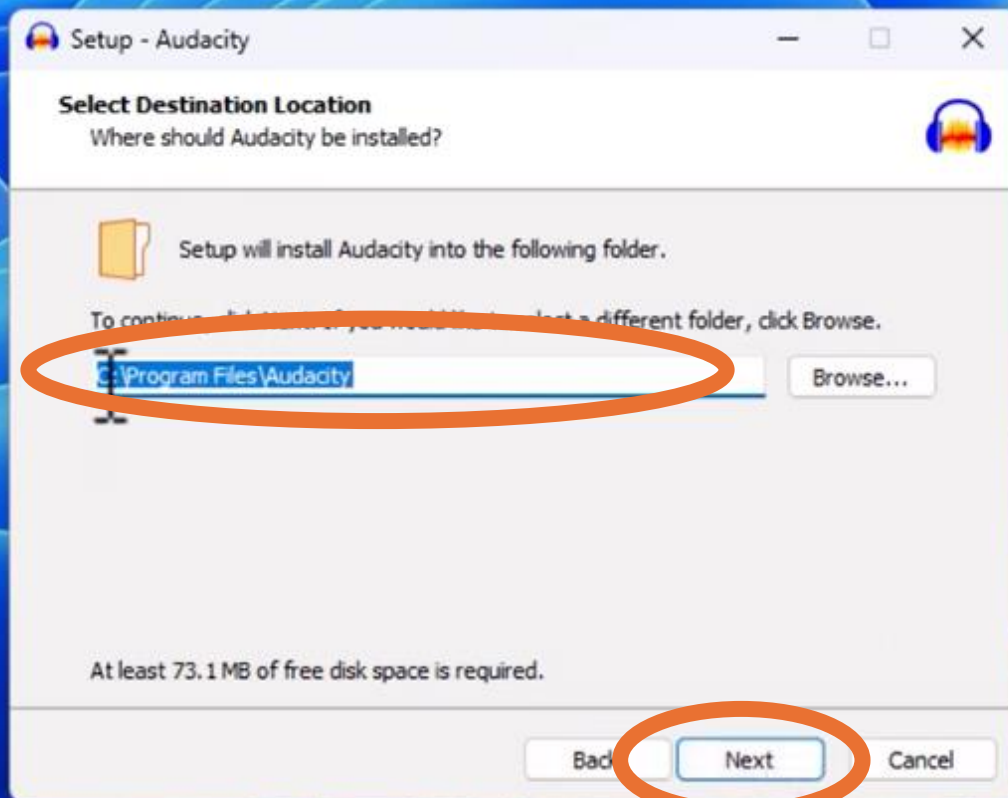 Setup - Audacity
Select Destination Location
Where should Audacity be installed?
Setup will install Audacity into the following folder.
To continue, click Next. If you would like to select a different folder, click Browse.
C:\Program Files\Audacity
Browse...
At least 73.1 MB of free disk space is required.
Back
Next
Cancel